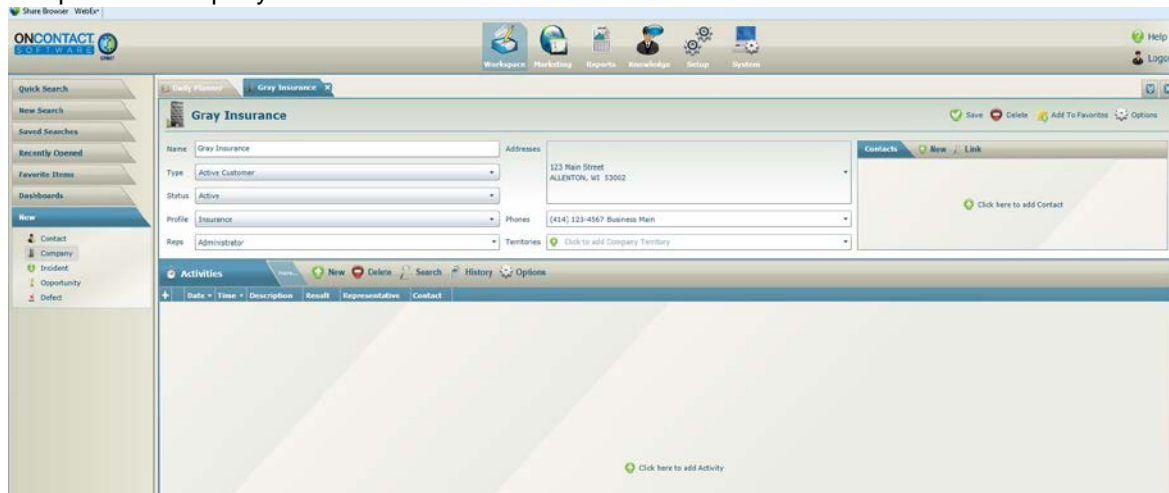 Share Browser WebEx
ONCONTACT
SOFTWARE
Workspace Marketing Reports Knowledge Setup System
Help
Logo
Quick Search
New Search
Saved Searches
Recently Opened
Favorite Items
Dashboards
New
Contact
Company
Incident
Opportunity
Defect
Daily Planner Gray Insurance X
Gray Insurance
Save Delete Add To Favorites Options
Name Gray Insurance
Type Active Customer
Status Active
Profile Insurance
Reps Administrator
Addresses
123 Main Street
ALLENTON, WI 53002
Phones (414) 123-4567 Business Main
Territories Click to add Company Territory
Contacts New Link
Click here to add Contact
Activities more... New Delete Search History Options
Date Time Description Result Representative Contact
Click here to add Activity